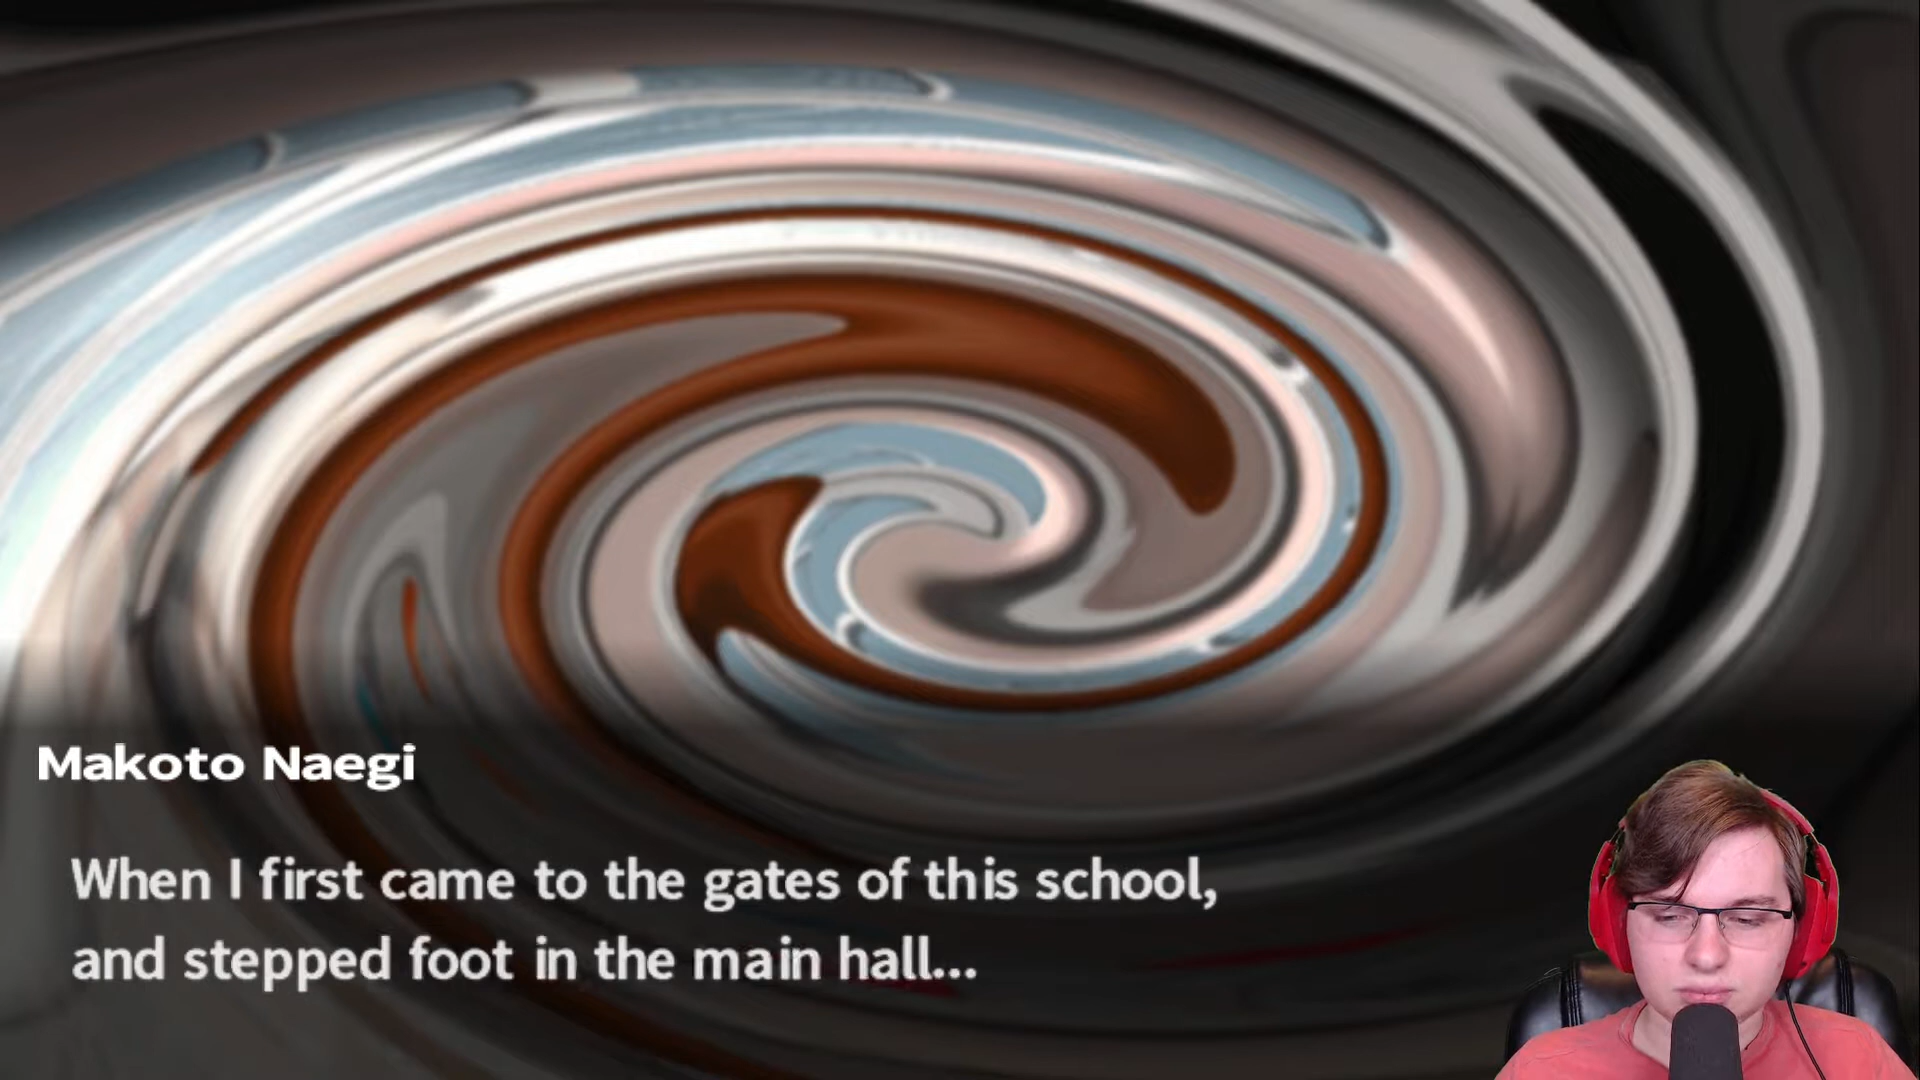 Makoto Naegi
When I first came to the gates of this school,
and stepped foot in the main hall...